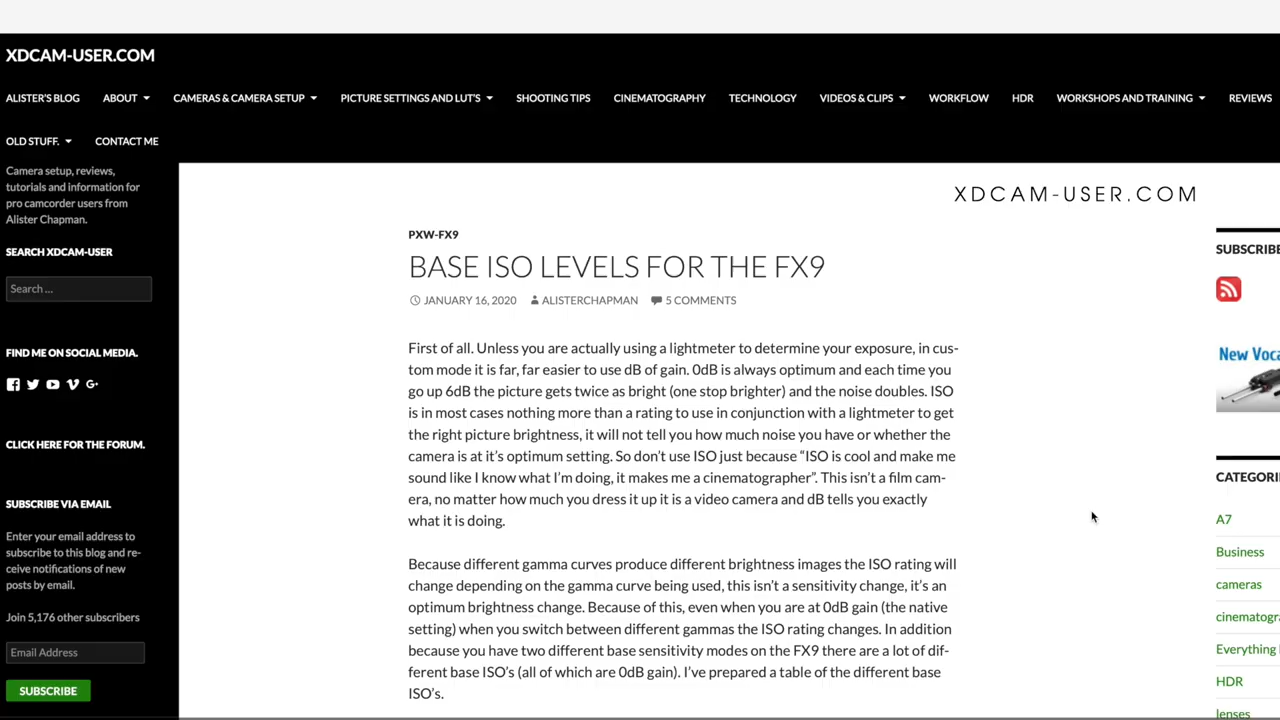 XDCAM-USER.COM
ALISTER'S BLOG ABOUT CAMERAS & CAMERA SETUP PICTURE SETTINGS AND LUT'S SHOOTING TIPS CINEMATOGRAPHY TECHNOLOGY VIDEOS & CLIPS WORKFLOW HDR WORKSHOPS AND TRAINING REVIEWS
OLD STUFF. CONTACT ME
Camera setup, reviews,
tutorials and information for
pro camcorder users from
Alister Chapman.
SEARCH XDCAM-USER
Search ...
FIND ME ON SOCIAL MEDIA.
CLICK HERE FOR THE FORUM.
SUBSCRIBE VIA EMAIL
Enter your email address to
subscribe to this blog and re-
ceive notifications of new
posts by email.
Join 5,176 other subscribers
Email Address
SUBSCRIBE
XDCAM-USER.COM
PXW-FX9
BASE ISO LEVELS FOR THE FX9
JANUARY 16, 2020 ALISTERCHAPMAN 5 COMMENTS
First of all. Unless you are actually using a lightmeter to determine your exposure, in cus-
tom mode it is far, far easier to use dB of gain. 0dB is always optimum and each time you
go up 6dB the picture gets twice as bright (one stop brighter) and the noise doubles. ISO
is in most cases nothing more than a rating to use in conjunction with a lightmeter to get
the right picture brightness, it will not tell you how much noise you have or whether the
camera is at it's optimum setting. So don't use ISO just because "ISO is cool and make me
sound like I know what I'm doing, it makes me a cinematographer". This isn't a film cam-
era, no matter how much you dress it up it is a video camera and dB tells you exactly
what it is doing.
Because different gamma curves produce different brightness images the ISO rating will
change depending on the gamma curve being used, this isn't a sensitivity change, it's an
optimum brightness change. Because of this, even when you are at 0dB gain (the native
setting) when you switch between different gammas the ISO rating changes. In addition
because you have two different base sensitivity modes on the FX9 there are a lot of dif-
ferent base ISO's (all of which are 0dB gain). I've prepared a table of the different base
ISO's.
SUBSCRIBE
New Voca
CATEGORI
A7
Business
cameras
cinematogra
Everything
HDR
lenses